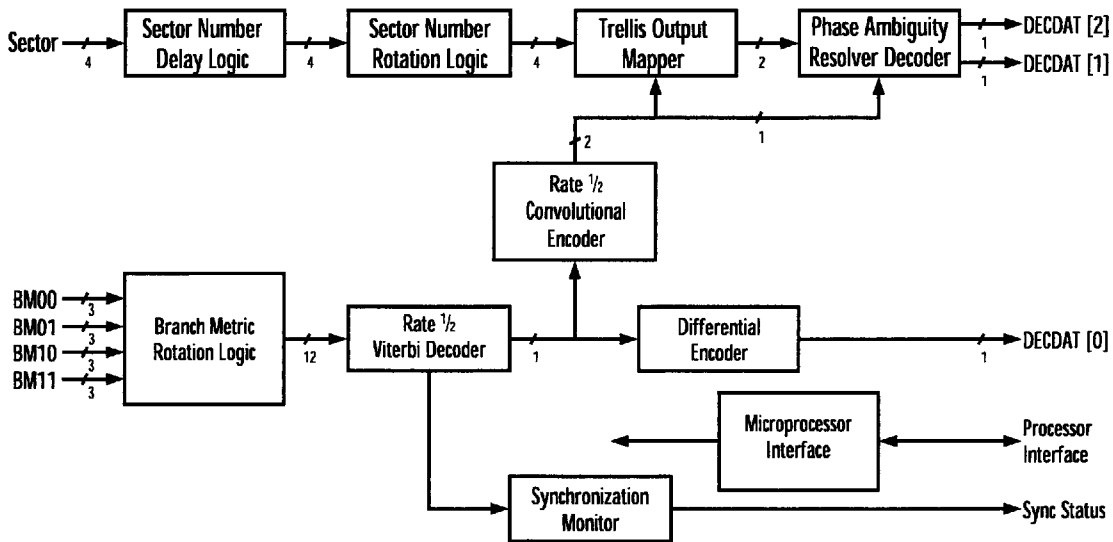 Sector
4
Sector Number
Delay Logic
4
Sector Number
Rotation Logic
4
Trellis Output
Mapper
2
Phase Ambiguity
Resolver Decoder
1
DECDAT [2]
1
DECDAT [1]
2
1
Rate 1/2
Convolutional
Encoder
BM00
3
BM01
3
BM10
3
BM11
3
Branch Metric
Rotation Logic
12
Rate 1/2
Viterbi Decoder
1
Differential
Encoder
1
DECDAT [0]
Microprocessor
Interface
Processor
Interface
Synchronization
Monitor
Sync Status